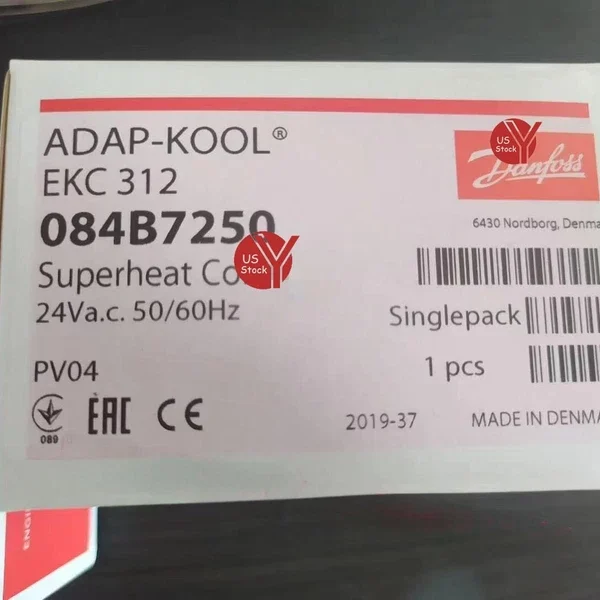 ADAP-KOOL®
EKC 312
084B7250
Superheat Co
24Va.c. 50/60Hz
PV04
089
EAC CE
US
Stock
Y
US
Stock
Y
Danfoss
6430 Nordborg, Denma
Singlepack
1 pcs
2019-37
MADE IN DENMA
ENGI